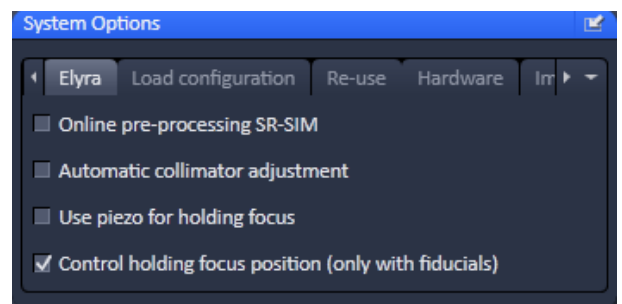 System Options
Elyra Load configuration Re-use Hardware
Online pre-processing SR-SIM
Automatic collimator adjustment
Use piezo for holding focus
Control holding focus position (only with fiducials)